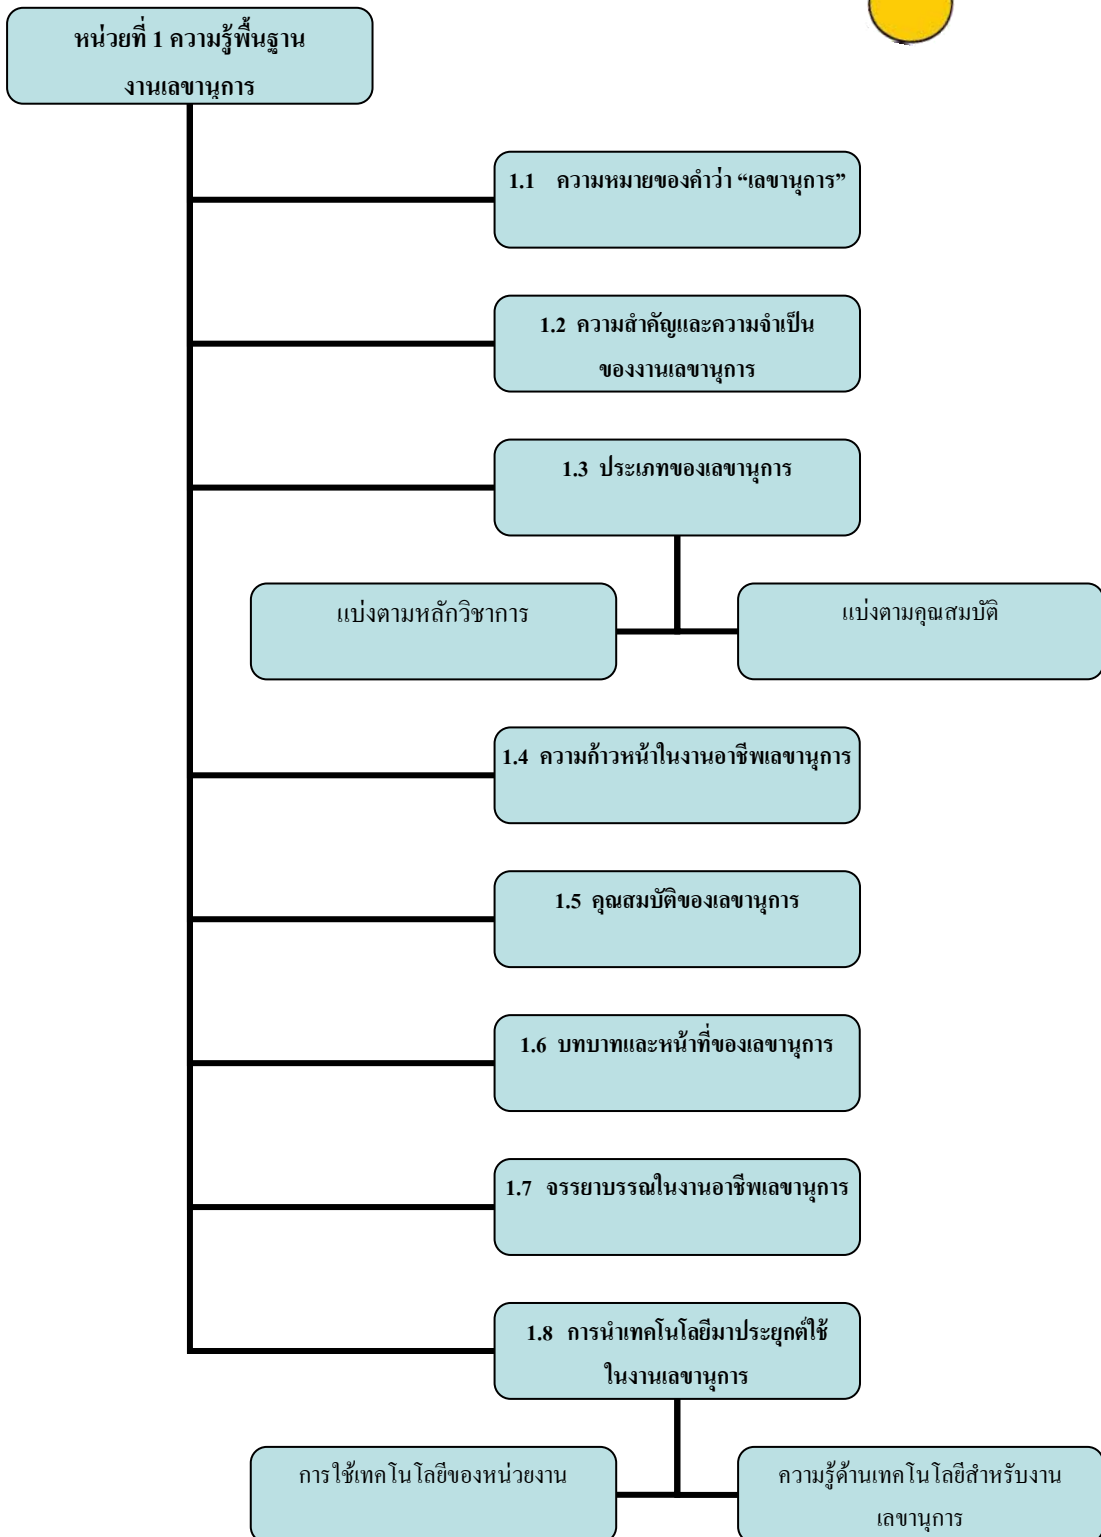 หน่วยที่ 1 ความรู้พื้นฐาน
งานเลขานุการ
1.1 ความหมายของคำว่า “เลขานุการ”
1.2 ความสำคัญและความจำเป็น
ของงานเลขานุการ
1.3 ประเภทของเลขานุการ
แบ่งตามหลักวิชาการ
แบ่งตามคุณสมบัติ
1.4 ความก้าวหน้าในงานอาชีพเลขานุการ
1.5 คุณสมบัติของเลขานุการ
1.6 บทบาทและหน้าที่ของเลขานุการ
1.7 จรรยาบรรณในงานอาชีพเลขานุการ
1.8 การนำเทคโนโลยีมาประยุกต์ใช้
ในงานเลขานุการ
การใช้เทคโนโลยีของหน่วยงาน
ความรู้ด้านเทคโนโลยีสำหรับงาน
เลขานุการ